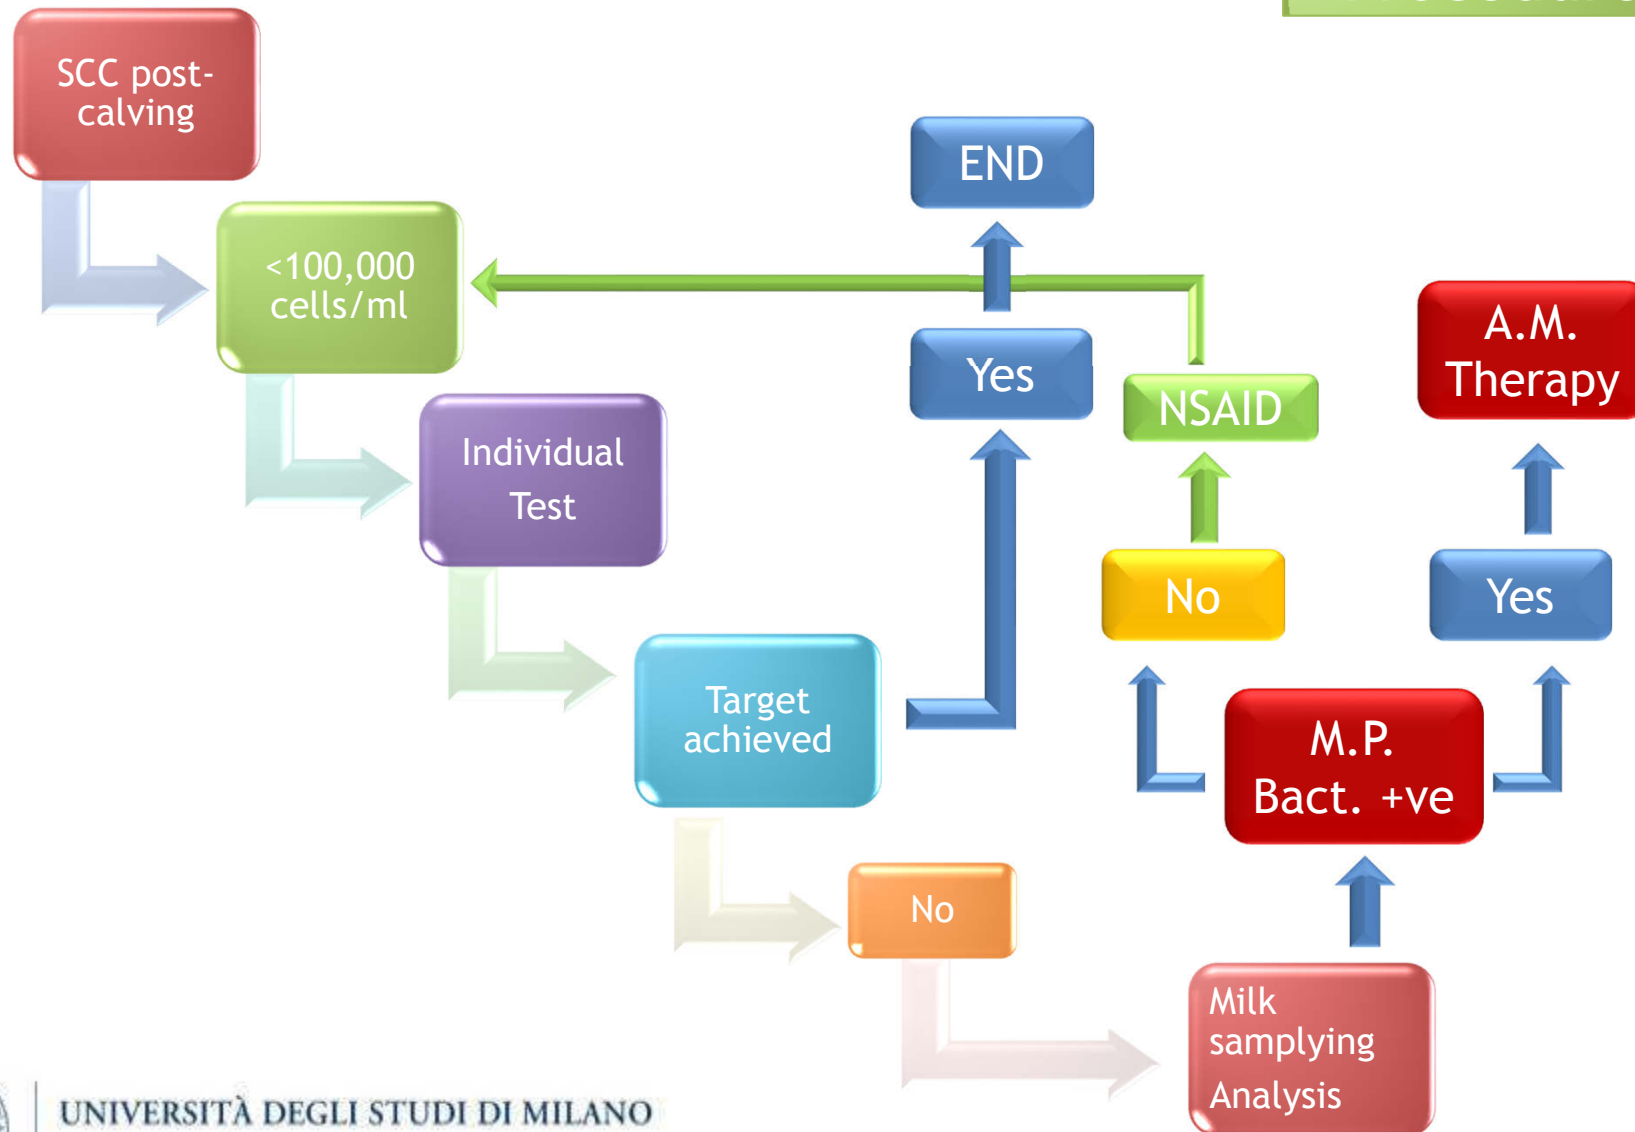 SCC post-
calving
<100,000
cells/ml
Individual
Test
Target
achieved
No
Milk
samplying
Analysis
M.P.
Bact. +ve
No
Yes
NSAID
A.M.
Therapy
Yes
END
UNIVERSITÀ DEGLI STUDI DI MILANO